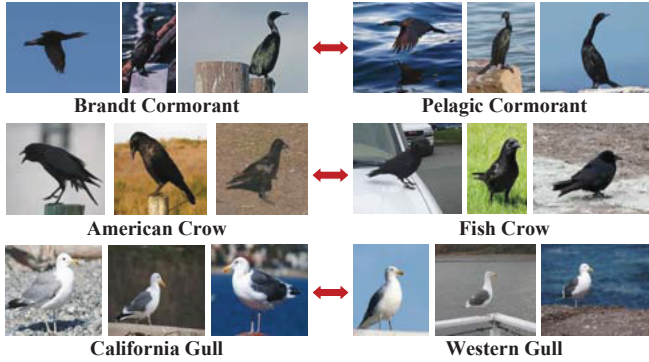 Brandt Cormorant
Pelagic Cormorant
American Crow
Fish Crow
California Gull
Western Gull